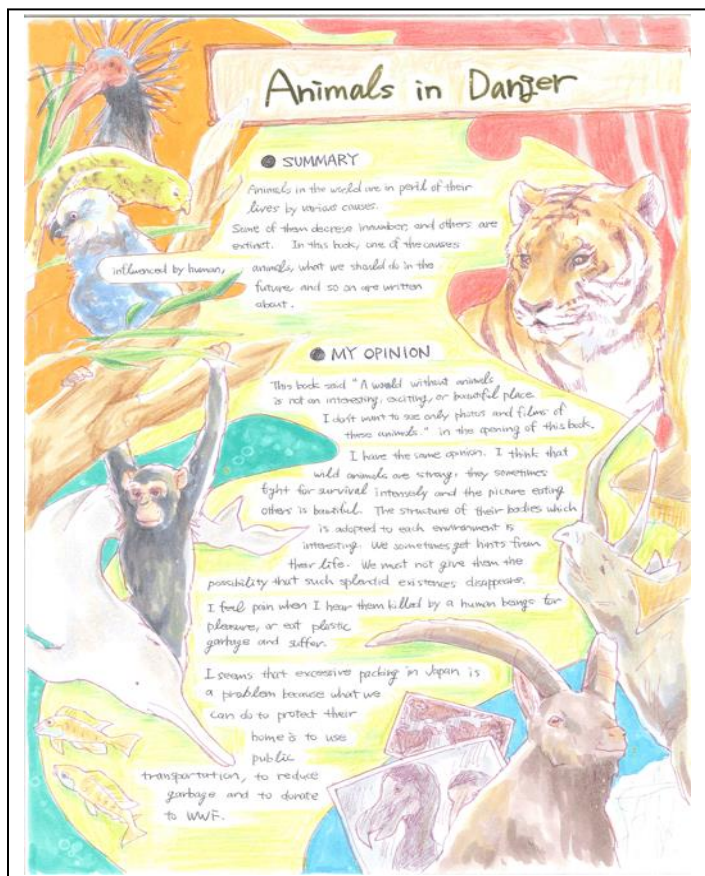 Animals in Danger
SUMMARY
Animals in the world are in peril of their
lives by various causes.
Some of them decrese innumber, and others are
extinct. In this book, one of the causes
influenced by human, animals, what we should do in the
future and so on are written
about.
MY OPINION
This book said "A world without animals
is not an interesting, exciting, or beautiful place.
I don't want to see only photos and films of
these animals." in the opening of this book.
I have the same opinion. I think that
wild animals are strong, they sometimes
fight for survival intensoly and the picture eating
others is beautiful. The structure of their bodies which
is adopted to each environment is
interesting. We sometimes get hints from
their life. We must not give them the
possibility that such splendid existences disappears.
I feel pain when I hear them killed by a human beings for
pleasure, or eat plastic
garbage and suffer.
I seems that excessive packing in Japan is
a problem because what we
can do to protect their
home is to use
public
transportation, to reduce
garbage and to donate
to WWF.